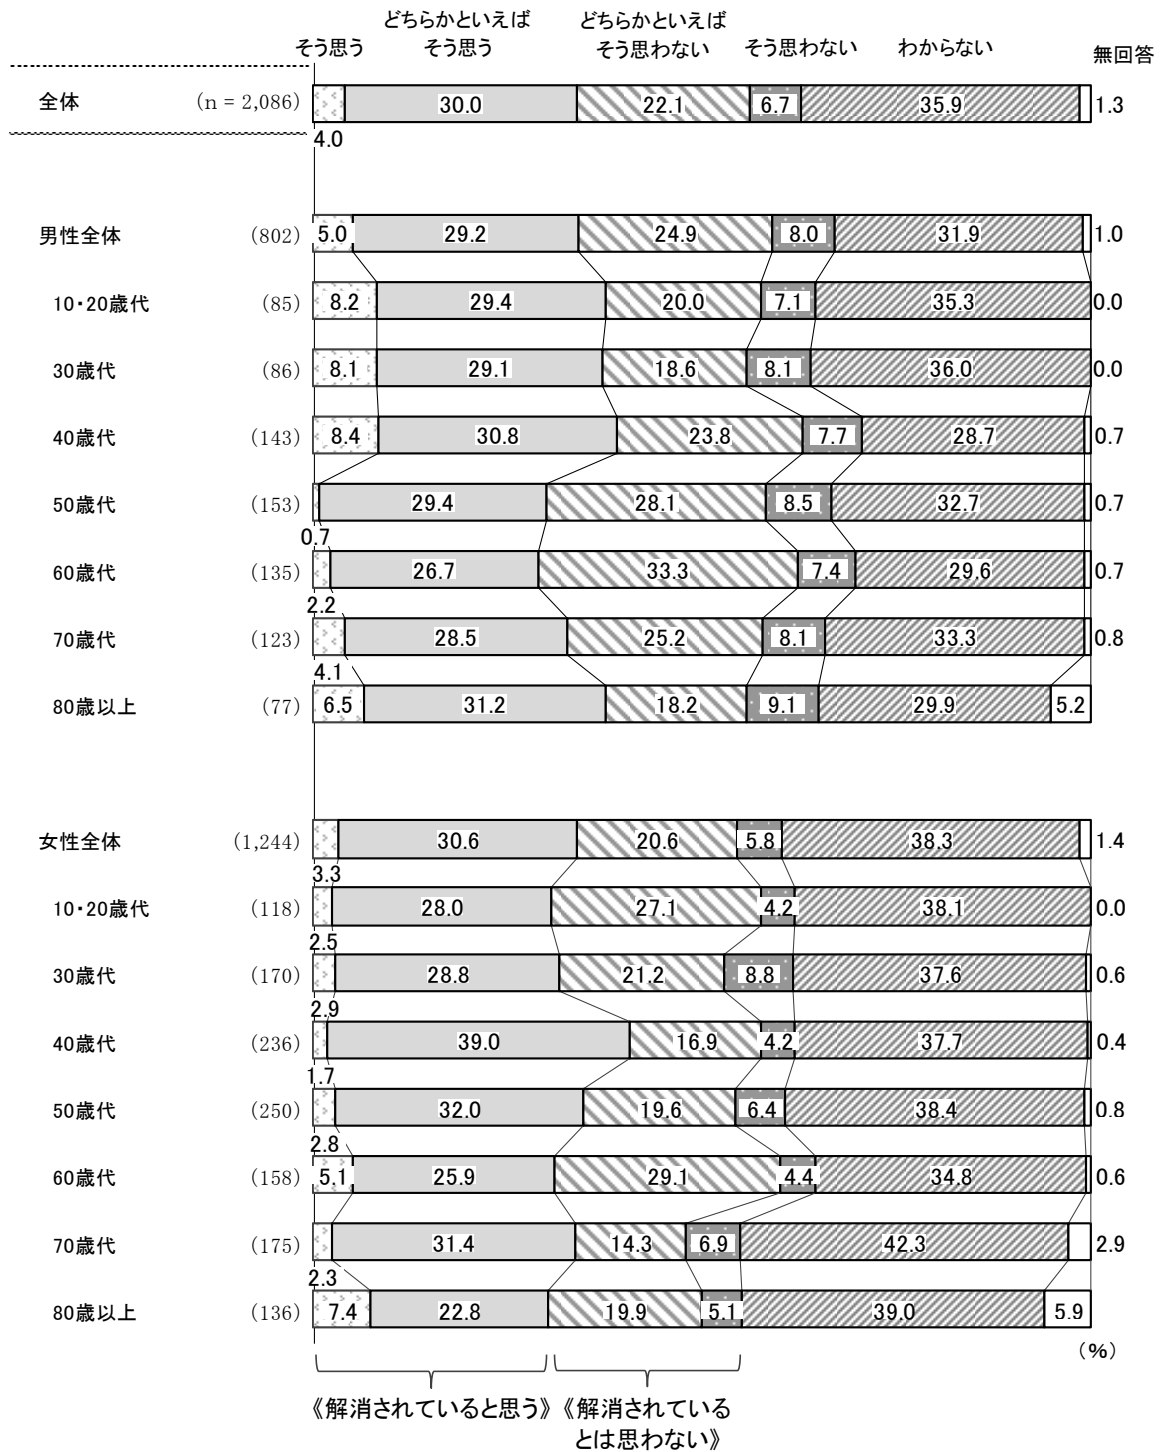 どちらかといえば どちらかといえば
そう思う そう思う そう思わない そう思わない わからない 無回答
全体 (n = 2,086) 30.0 22.1 6.7 35.9 1.3
4.0
男性全体 (802) 5.0 29.2 24.9 8.0 31.9 1.0
10・20歳代 (85) 8.2 29.4 20.0 7.1 35.3 0.0
30歳代 (86) 8.1 29.1 18.6 8.1 36.0 0.0
40歳代 (143) 8.4 30.8 23.8 7.7 28.7 0.7
50歳代 (153) 29.4 28.1 8.5 32.7 0.7
0.7
60歳代 (135) 26.7 33.3 7.4 29.6 0.7
2.2
70歳代 (123) 28.5 25.2 8.1 33.3 0.8
4.1
80歳以上 (77) 6.5 31.2 18.2 9.1 29.9 5.2
女性全体 (1,244) 30.6 20.6 5.8 38.3 1.4
3.3
10・20歳代 (118) 28.0 27.1 4.2 38.1 0.0
2.5
30歳代 (170) 28.8 21.2 8.8 37.6 0.6
2.9
40歳代 (236) 39.0 16.9 4.2 37.7 0.4
1.7
50歳代 (250) 32.0 19.6 6.4 38.4 0.8
2.8
60歳代 (158) 5.1 25.9 29.1 4.4 34.8 0.6
70歳代 (175) 31.4 14.3 6.9 42.3 2.9
2.3
80歳以上 (136) 7.4 22.8 19.9 5.1 39.0 5.9
(%)
《解消されていると思う》 《解消されている
とは思わない》